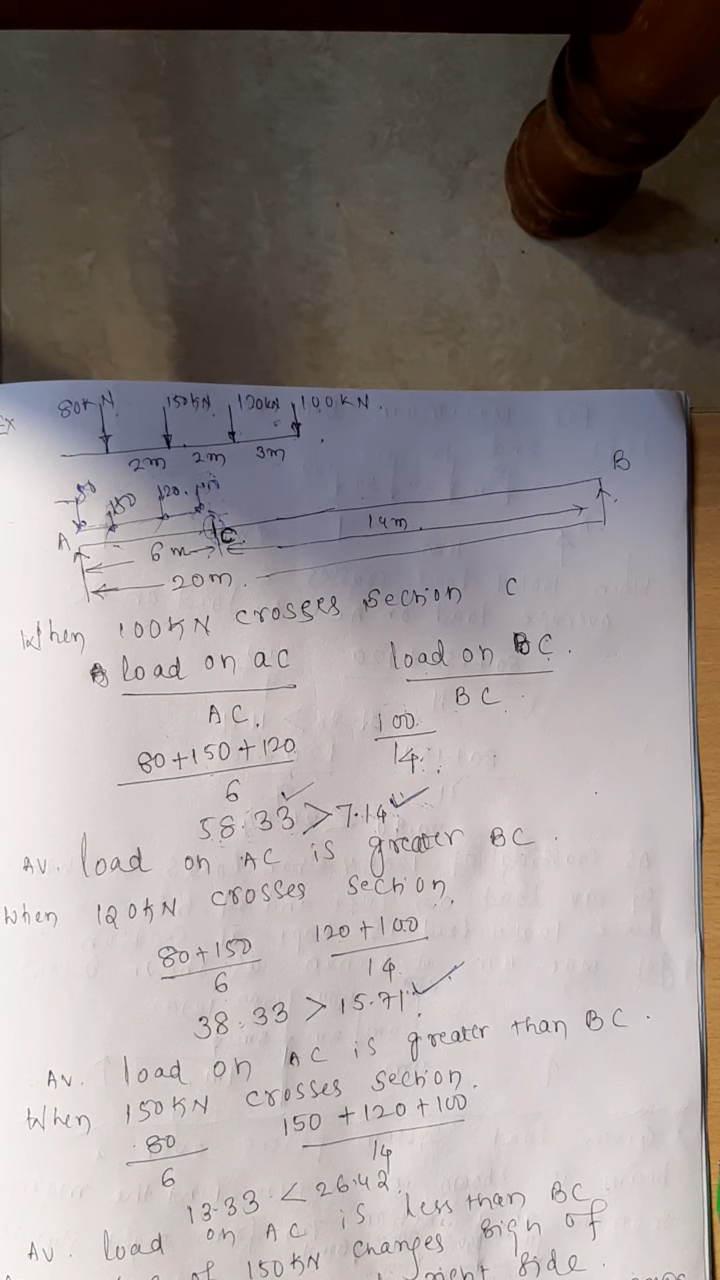 Ex
80KN 150KN 120KN 100KN.
2m 2m 3m
120.
A C B
6m 14m.
20m.
When 100KN crosses section C
load on ac load on BC.
AC. BC
80+150+120 100
6 14
58.33 > 7.14
Av. load on AC is greater BC.
When 120KN crosses section.
80+150 120+100
6 14
38.33 > 15.71
Av. load on AC is greater than BC.
When 150KN crosses section.
80 150+120+100
6 14
13.33 < 26.42.
Av. load on AC is less than BC
of 150KN changes sign of
side.